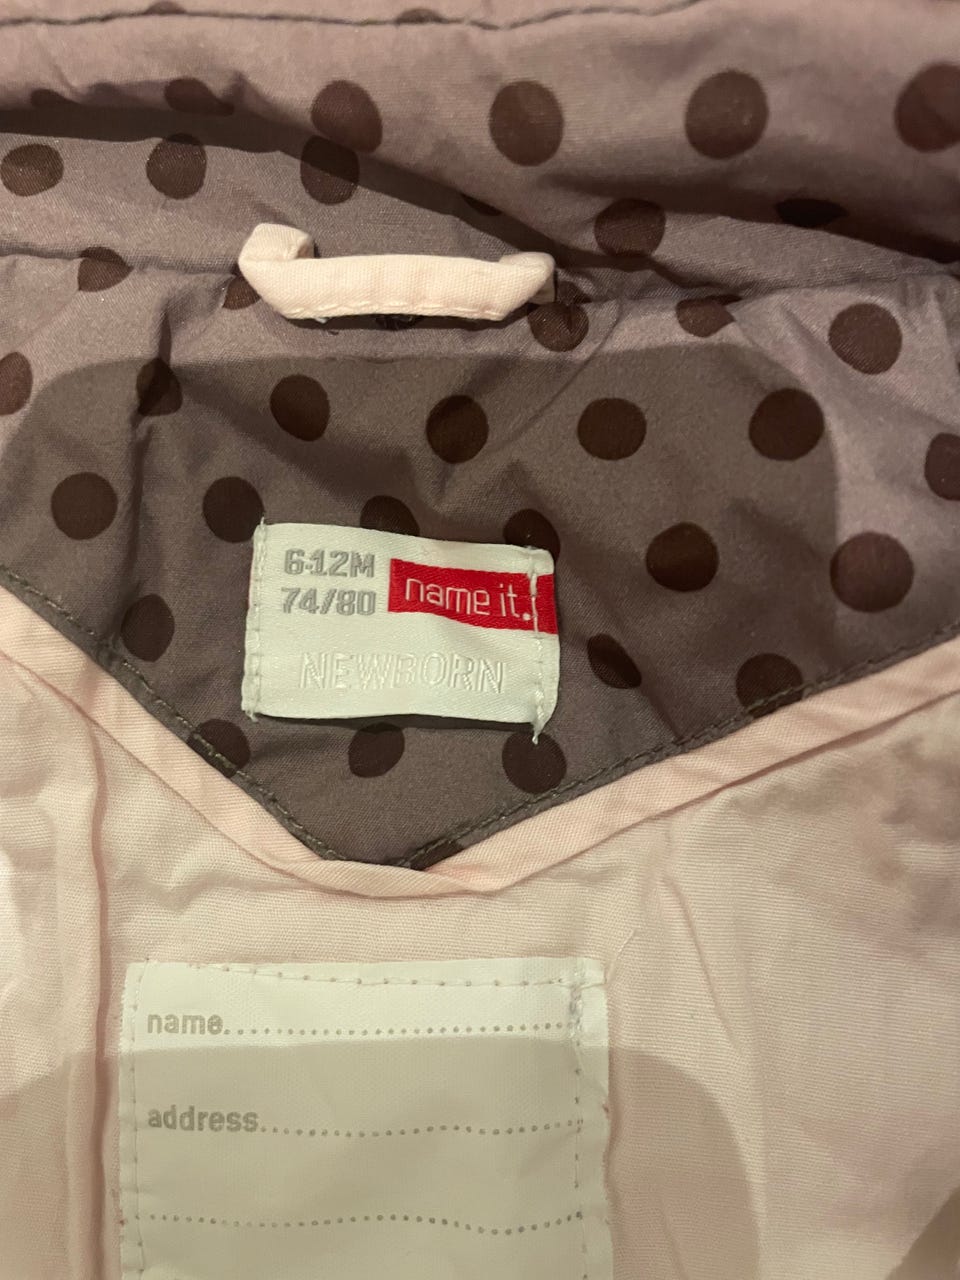 6-12M
74/80
name it.
NEWBORN
name..............................
address..............................